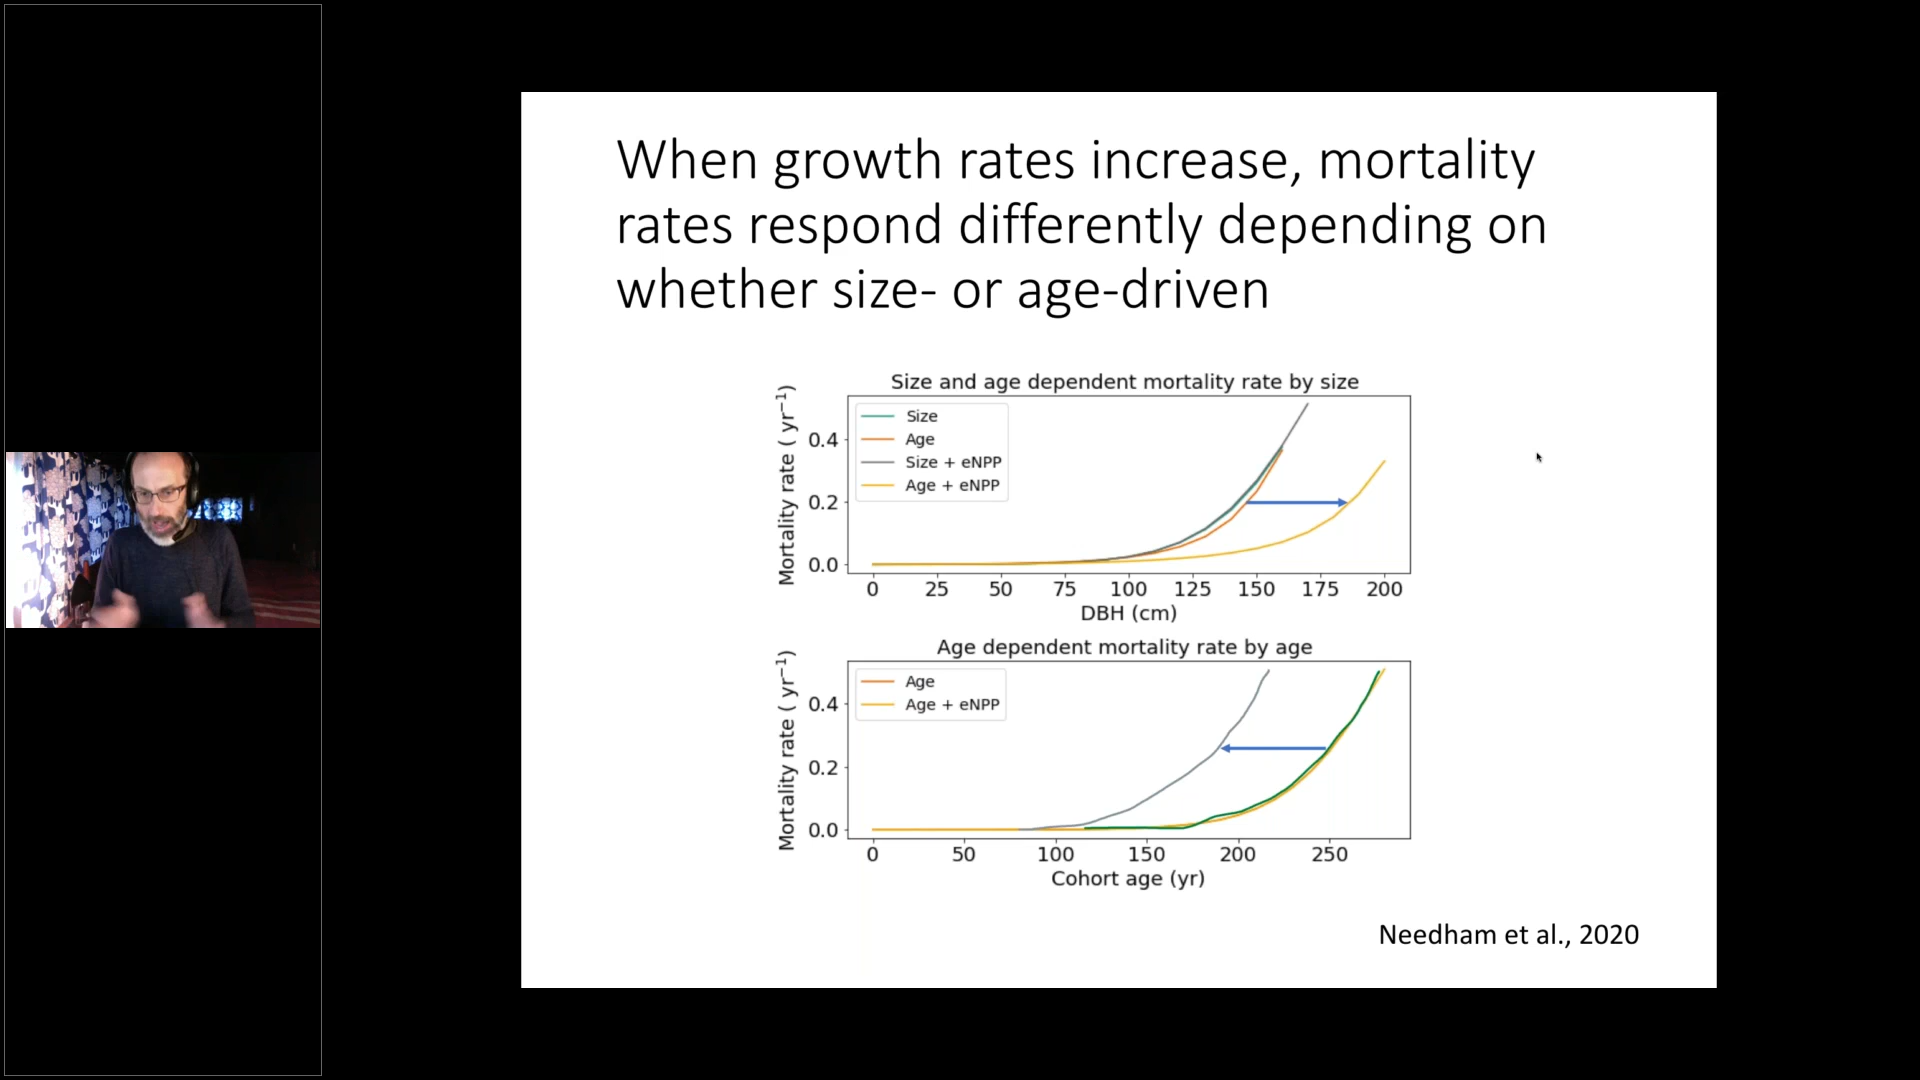 When growth rates increase, mortality
rates respond differently depending on
whether size- or age-driven
Size and age dependent mortality rate by size
Mortality rate ( yr−1)
0.4
0.2
0.0
Size
Age
Size + eNPP
Age + eNPP
0 25 50 75 100 125 150 175 200
DBH (cm)
Age dependent mortality rate by age
Mortality rate ( yr−1)
0.4
0.2
0.0
Age
Age + eNPP
0 50 100 150 200 250
Cohort age (yr)
Needham et al., 2020